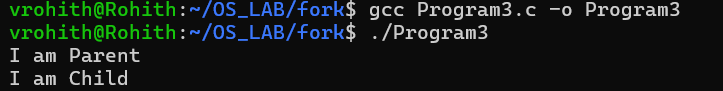 vrohith@Rohith:~/OS_LAB/fork$ gcc Program3.c -o Program3
vrohith@Rohith:~/OS_LAB/fork$ ./Program3
I am Parent
I am Child